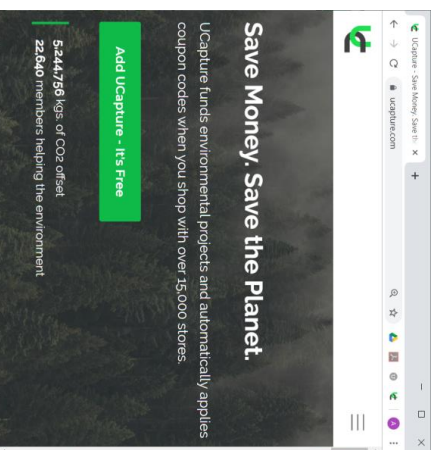 UCapture - Save Money. Save th
ucapture.com
Save Money. Save the Planet.
UCapture funds environmental projects and automatically applies
coupon codes when you shop with over 15,000 stores.
Add UCapture - It's Free
5,244,756 kgs. of CO2 offset
22,640 members helping the environment